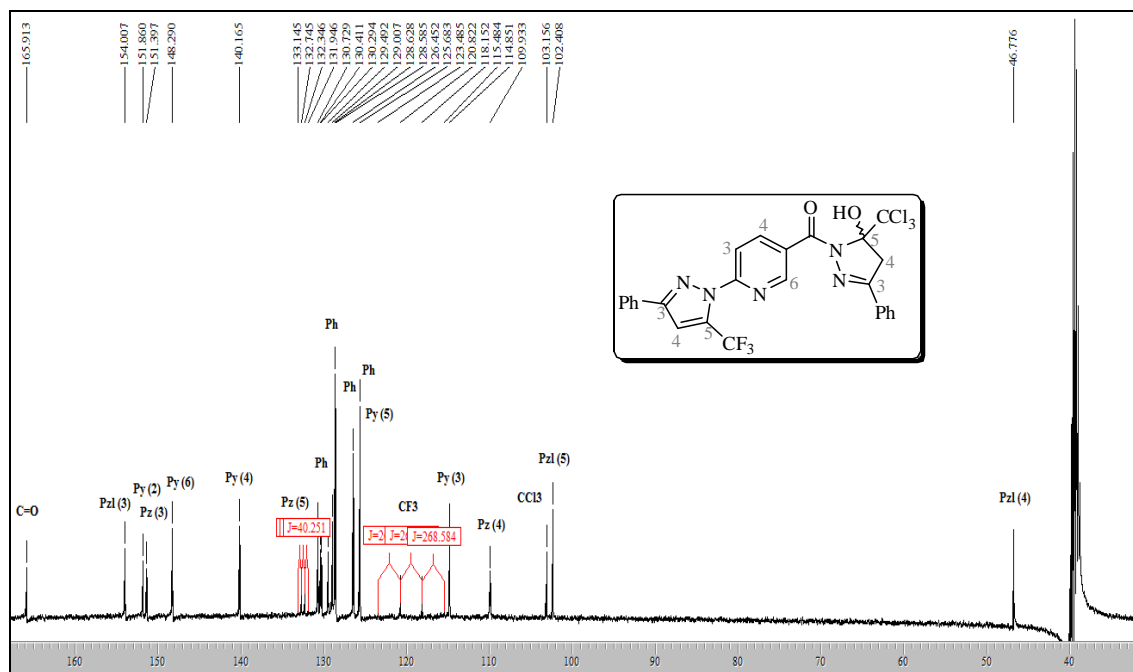 165.913
154.007
151.860
151.397
148.290
140.165
133.145
132.745
132.346
131.946
130.729
130.411
130.294
129.492
129.007
128.628
128.585
126.452
125.683
123.485
120.822
118.152
115.484
114.851
109.933
103.156
102.408
46.776
O
HO
CCl3
4
5
3
N
4
N
6
N
3
Ph
N
N
Ph
3
5
4
CF3
Ph
Ph
Ph
Py (5)
Pzl (5)
Py (2)
Py (6)
Py (4)
Ph
Py (3)
CCl3
Pzl (4)
C=O
Pzl (3)
Pz (3)
Pz (5)
CF3
Pz (4)
J=40.251
J=268.584
160 150 140 130 120 110 100 90 80 70 60 50 40